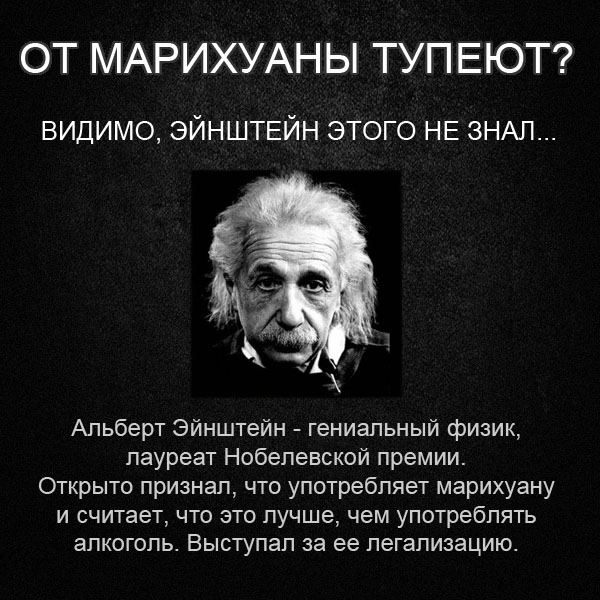 ОТ МАРИХУАНЫ ТУПЕЮТ?
ВИДИМО, ЭЙНШТЕЙН ЭТОГО НЕ ЗНАЛ...
Альберт Эйнштейн - гениальный физик,
лауреат Нобелевской премии.
Открыто признал, что употребляет марихуану
и считает, что это лучше, чем употреблять
алкоголь. Выступал за ее легализацию.